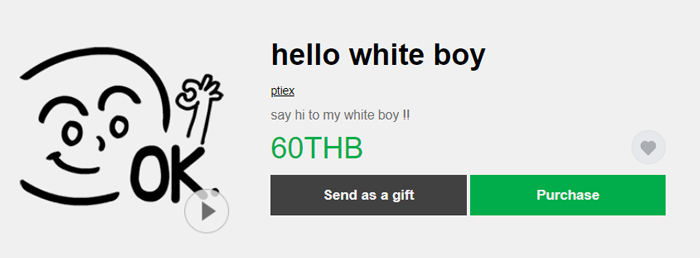 hello white boy
ptiex
say hi to my white boy !!
60THB
OK
Send as a gift
Purchase